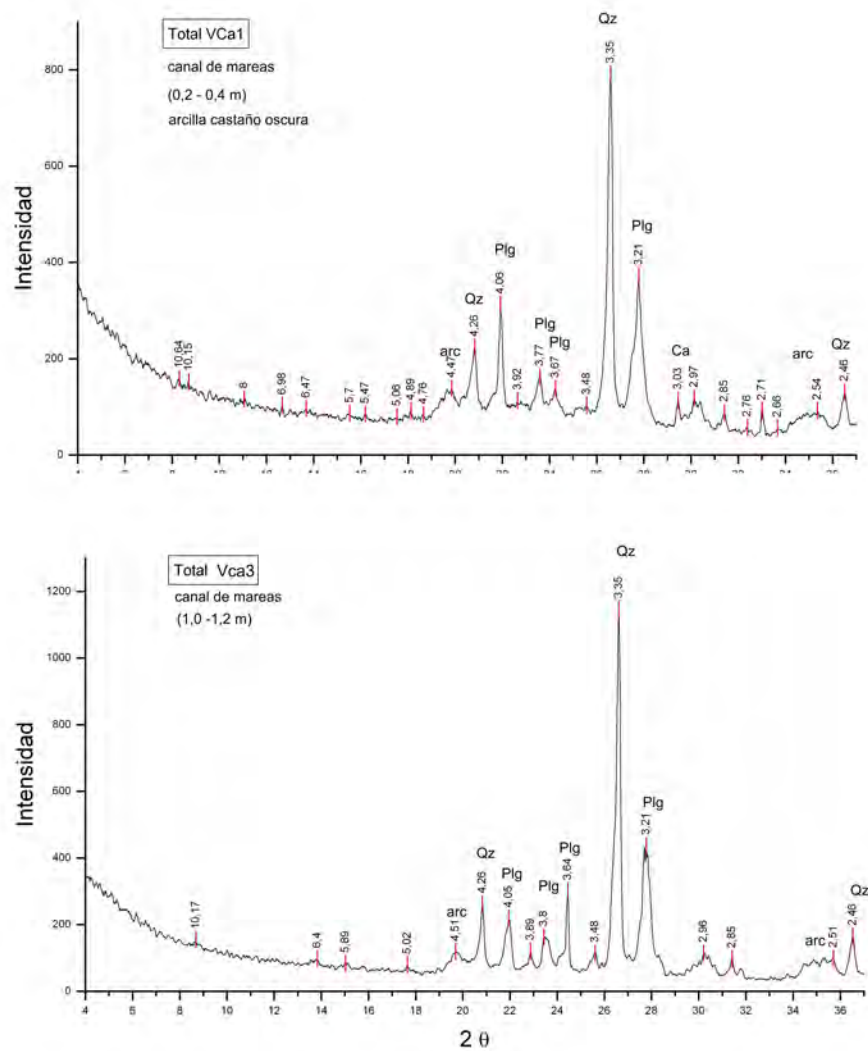 Total VCa1
canal de mareas
(0,2 - 0,4 m)
arcilla castaño oscura
Intensidad
800
600
400
200
0
10,64
10,15
8
6,98
6,47
5,7
5,47
5,06
4,89
4,76
arc
4,47
Qz
4,26
Plg
4,06
3,92
Plg
3,77
Plg
3,67
3,48
Qz
3,35
Plg
3,21
Ca
3,03
2,97
2,85
2,76
2,71
2,66
arc
2,54
Qz
2,46
Total Vca3
canal de mareas
(1,0 -1,2 m)
Intensidad
1200
1000
800
600
400
200
0
10,17
6,4
5,89
5,02
arc
4,51
Qz
4,26
Plg
4,05
3,89
Plg
3,8
Plg
3,64
3,48
Qz
3,35
Plg
3,21
2,96
2,85
arc
2,51
Qz
2,46
4 6 8 10 12 14 16 18 20 22 24 26 28 30 32 34 36
2 θ